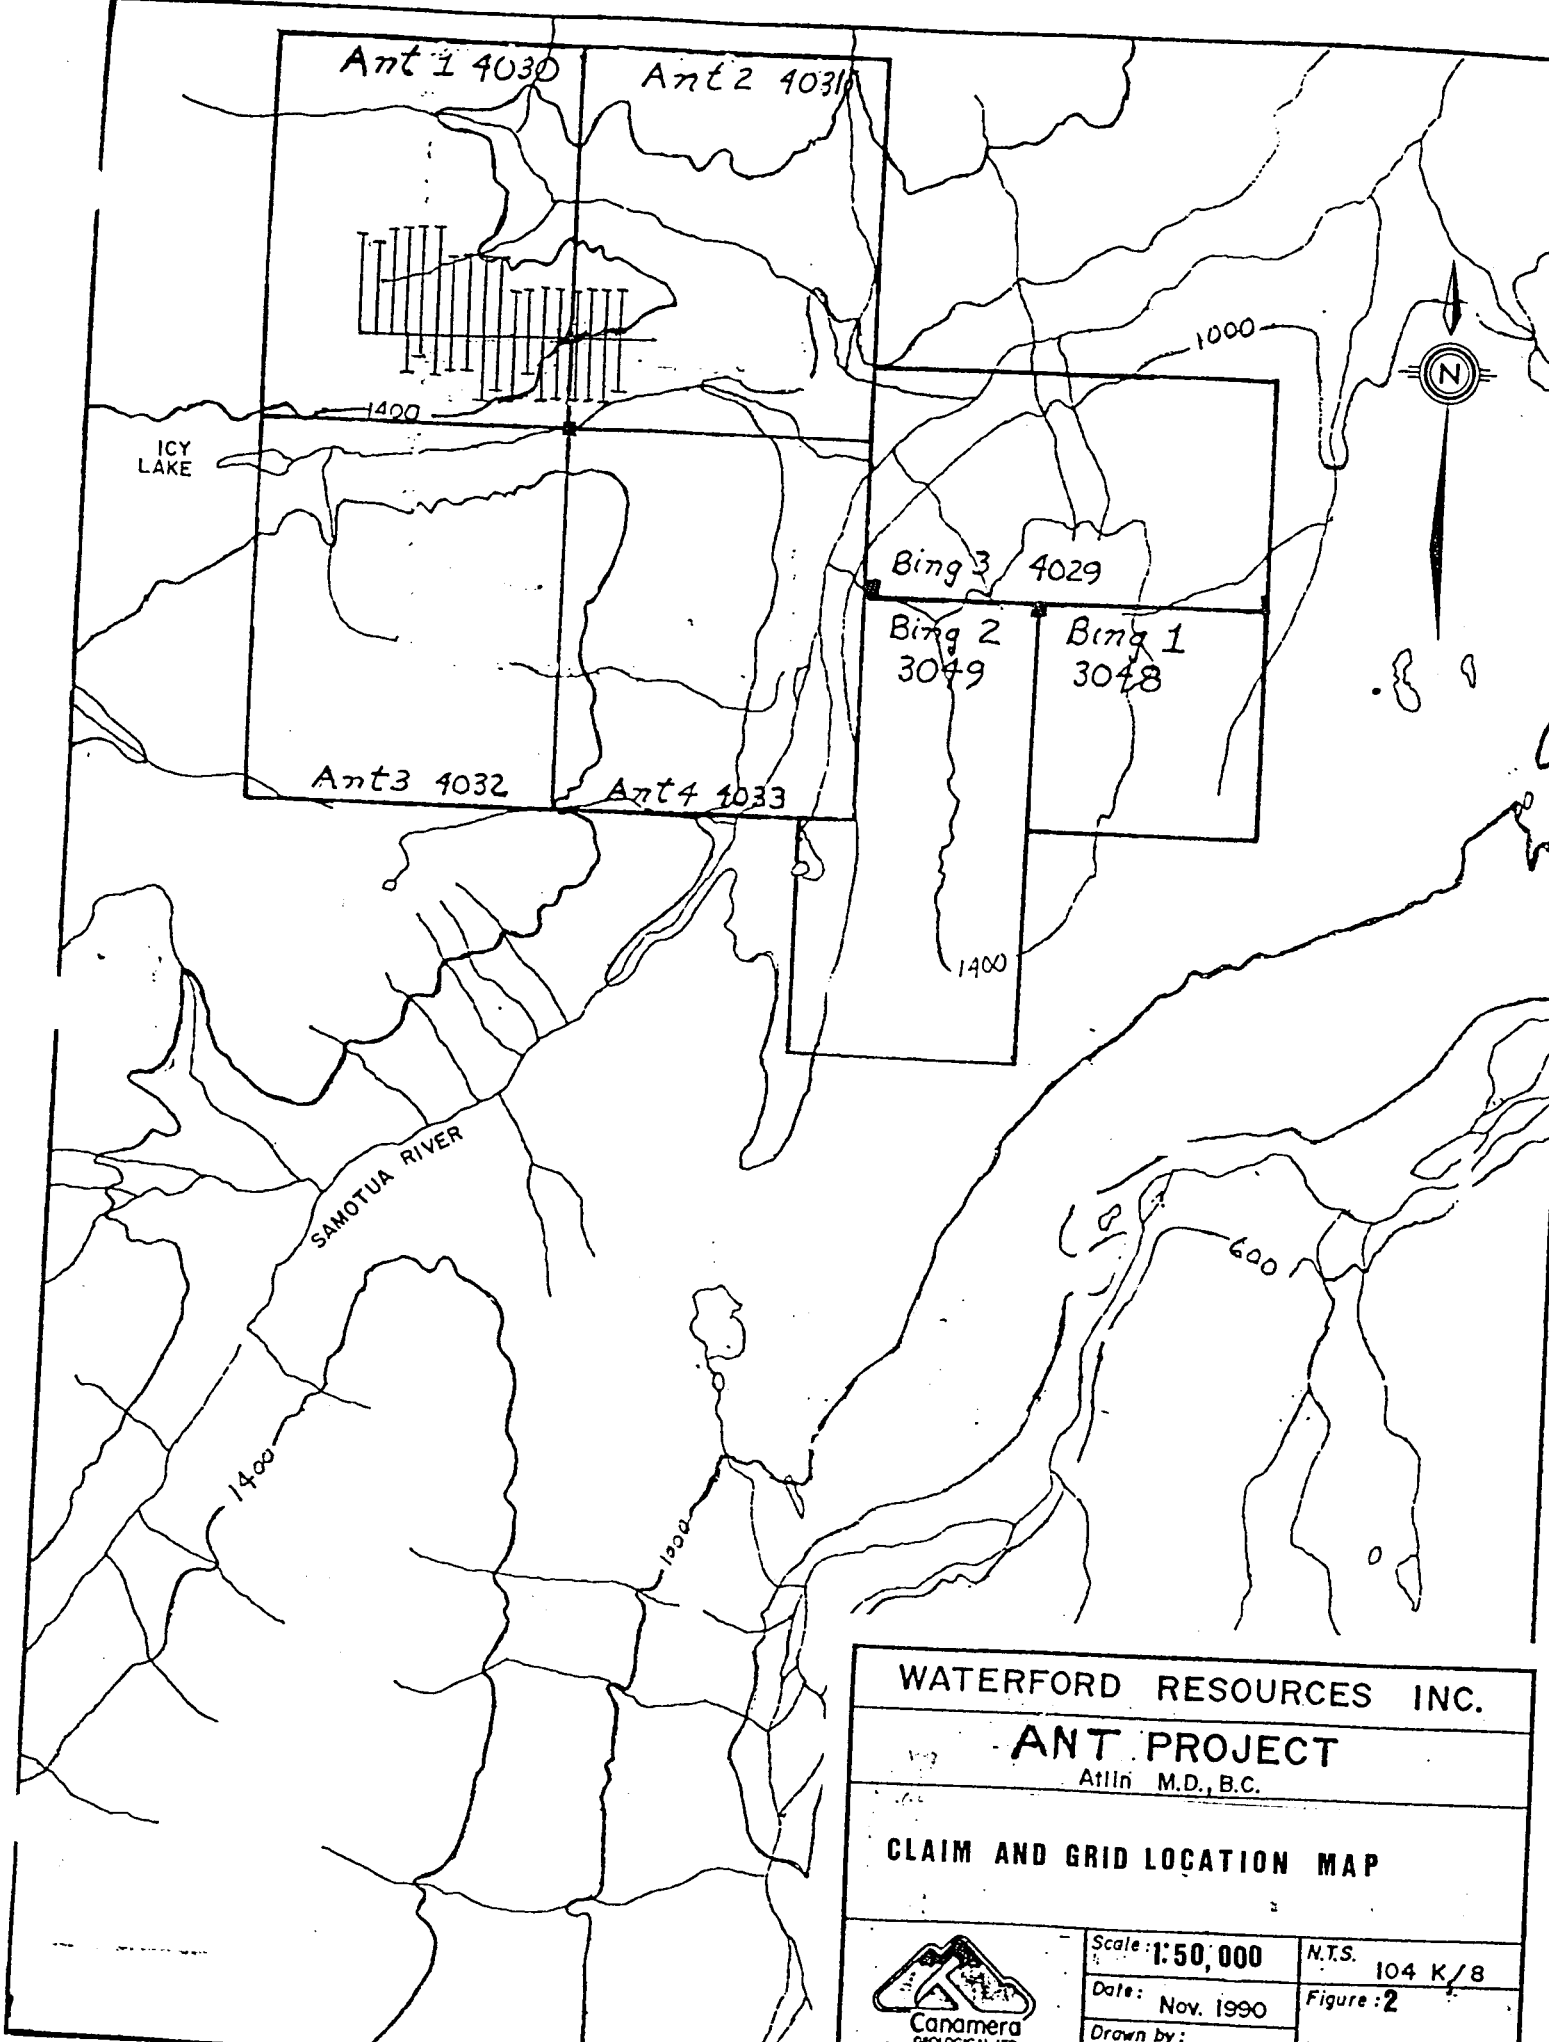 Ant 1 4030
Ant 2 4031
1000
N
1400
ICY
LAKE
Bing 3 4029
Bing 2
3049
Bing 1
3048
Ant3 4032
Ant4 4033
1400
SAMOTUA RIVER
600
1400
1000
WATERFORD RESOURCES INC.
ANT PROJECT
Atlin M.D., B.C.
CLAIM AND GRID LOCATION MAP
Scale: 1:50,000
N.T.S. 104 K/8
Date: Nov. 1990
Figure: 2
Canamera
Drawn by: